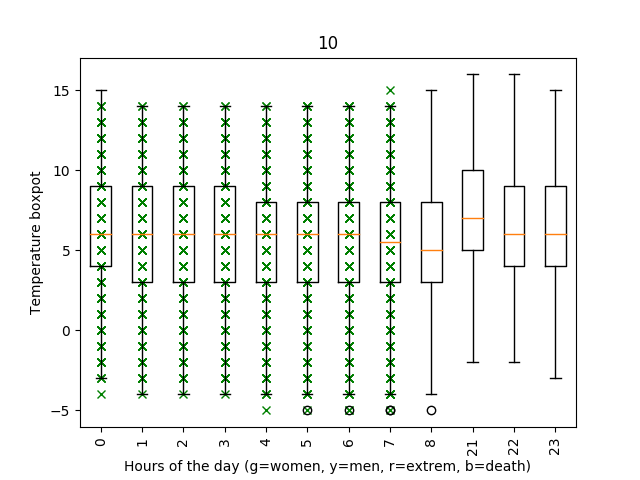 10
Temperature boxpot
15
10
5
0
−5
0 1 2 3 4 5 6 7 8 21 22 23
Hours of the day (g=women, y=men, r=extrem, b=death)